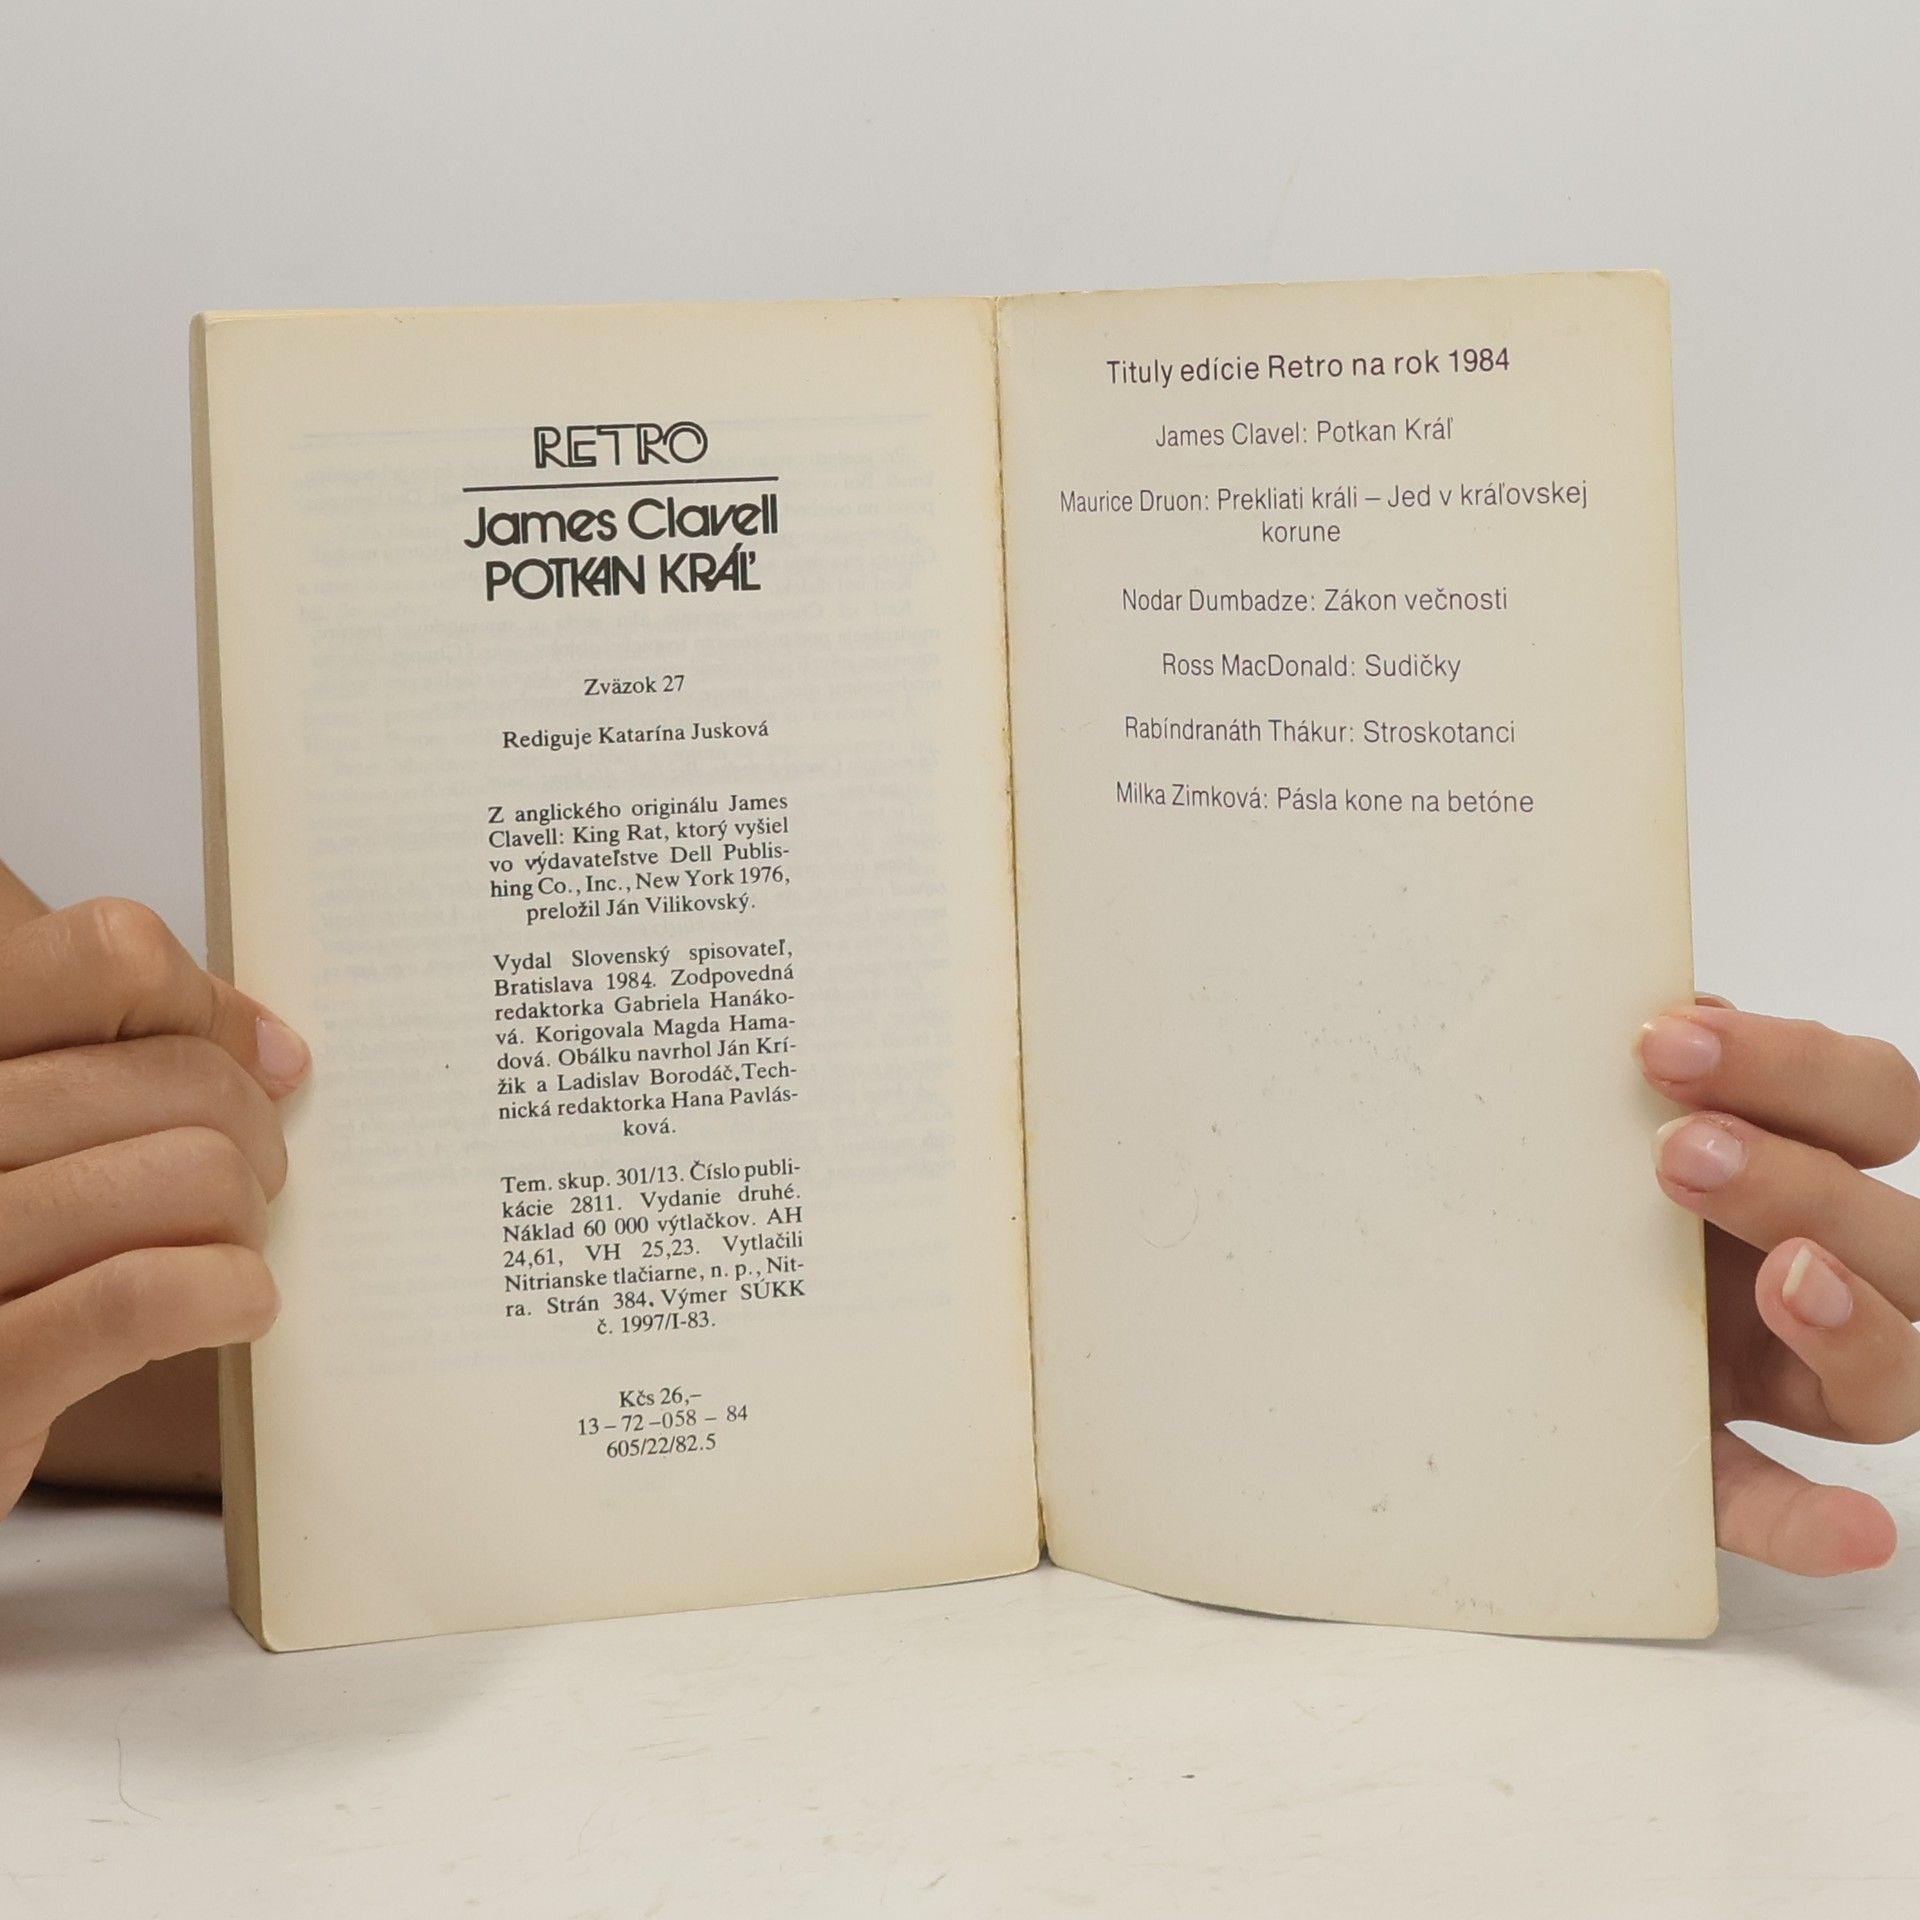 RETRO
James Clavell
POTKAN KRÁĽ
Zväzok 27
Rediguje Katarína Jusková
Z anglického originálu James
Clavell: King Rat, ktorý vyšiel
vo výdavateľstve Dell Publis-
hing Co., Inc., New York 1976,
preložil Ján Vilikovský.
Vydal Slovenský spisovateľ,
Bratislava 1984. Zodpovedná
redaktorka Gabriela Hanáko-
vá. Korigovala Magda Hama-
dová. Obálku navrhol Ján Krí-
žik a Ladislav Borodáč. Tech-
nická redaktorka Hana Pavlás-
ková.
Tem. skup. 301/13. Číslo publi-
kácie 2811. Vydanie druhé.
Náklad 60 000 výtlačkov. AH
24,61, VH 25,23. Vytlačili
Nitrianske tlačiarne, n. p., Nit-
ra. Strán 384. Výmer SÚKK
č. 1997/I-83.
Kčs 26,–
13 – 72 –058 – 84
605/22/82.5
Tituly edície Retro na rok 1984
James Clavel: Potkan Kráľ
Maurice Druon: Prekliati králi – Jed v kráľovskej
korune
Nodar Dumbadze: Zákon večnosti
Ross MacDonald: Sudičky
Rabíndranáth Thákur: Stroskotanci
Milka Zimková: Pásla kone na betóne